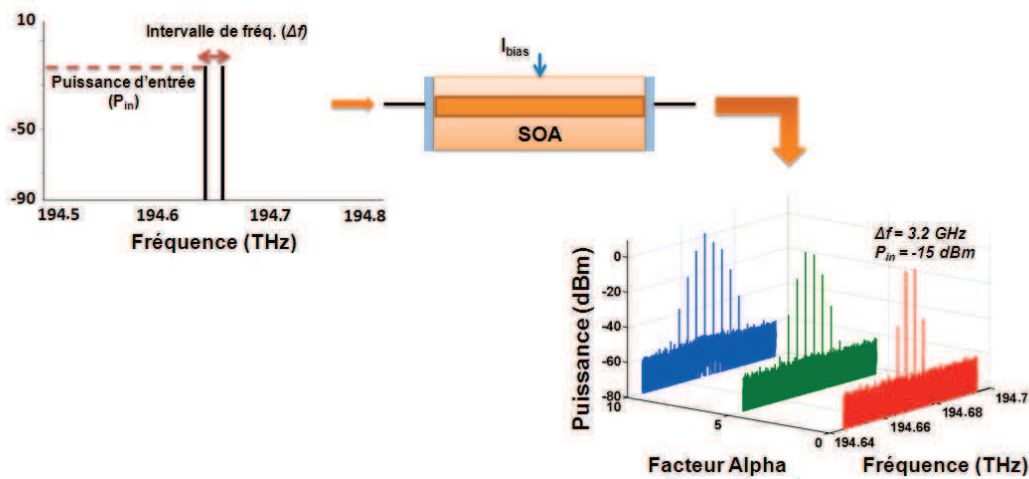 10
-50
-90
Intervalle de fréq. (Δf)
Puissance d'entrée
(Pin)
194.5 194.6 194.7 194.8
Fréquence (THz)
Ibias
SOA
Δf = 3.2 GHz
Pin = -15 dBm
Puissance (dBm)
0
-20
-40
-60
-80
10 5 0
194.64 194.66 194.68 194.7
Facteur Alpha
Fréquence (THz)